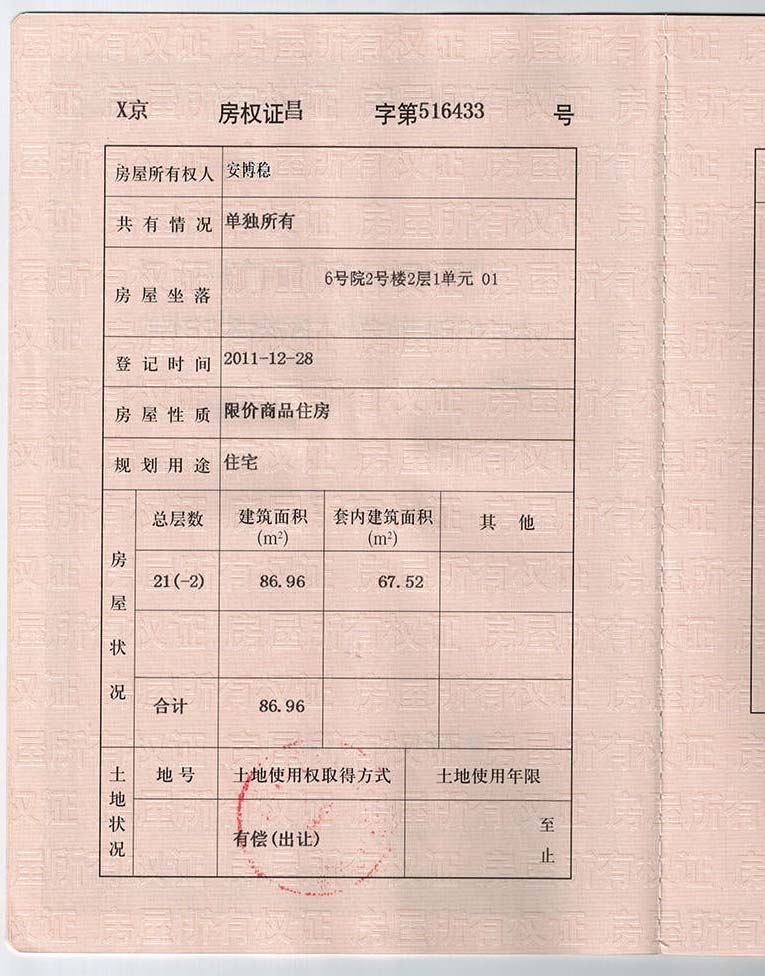 X京 房权证昌 字第516433 号
房屋所有权人 安博稳
共有情况 单独所有
房屋坐落 6号院2号楼2层1单元 01
登记时间 2011-12-28
房屋性质 限价商品住房
规划用途 住宅
房屋状况
总层数 建筑面积(m²) 套内建筑面积(m²) 其 他
21(-2) 86.96 67.52
合计 86.96
土地状况
地号 土地使用权取得方式 土地使用年限
有偿(出让) 至
止